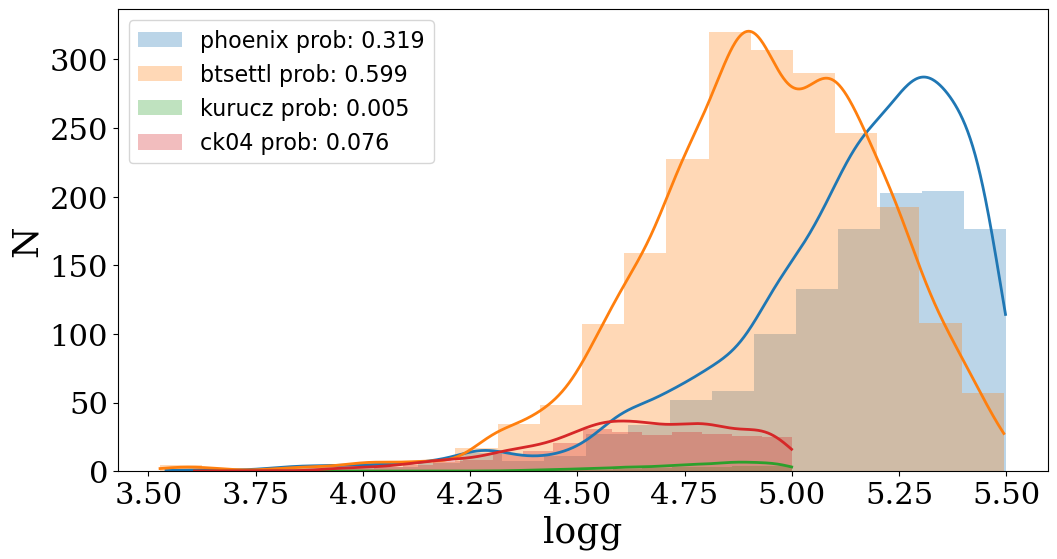 phoenix prob: 0.319
btsettl prob: 0.599
kurucz prob: 0.005
ck04 prob: 0.076
300
250
200
150
100
50
0
N
3.50 3.75 4.00 4.25 4.50 4.75 5.00 5.25 5.50
logg